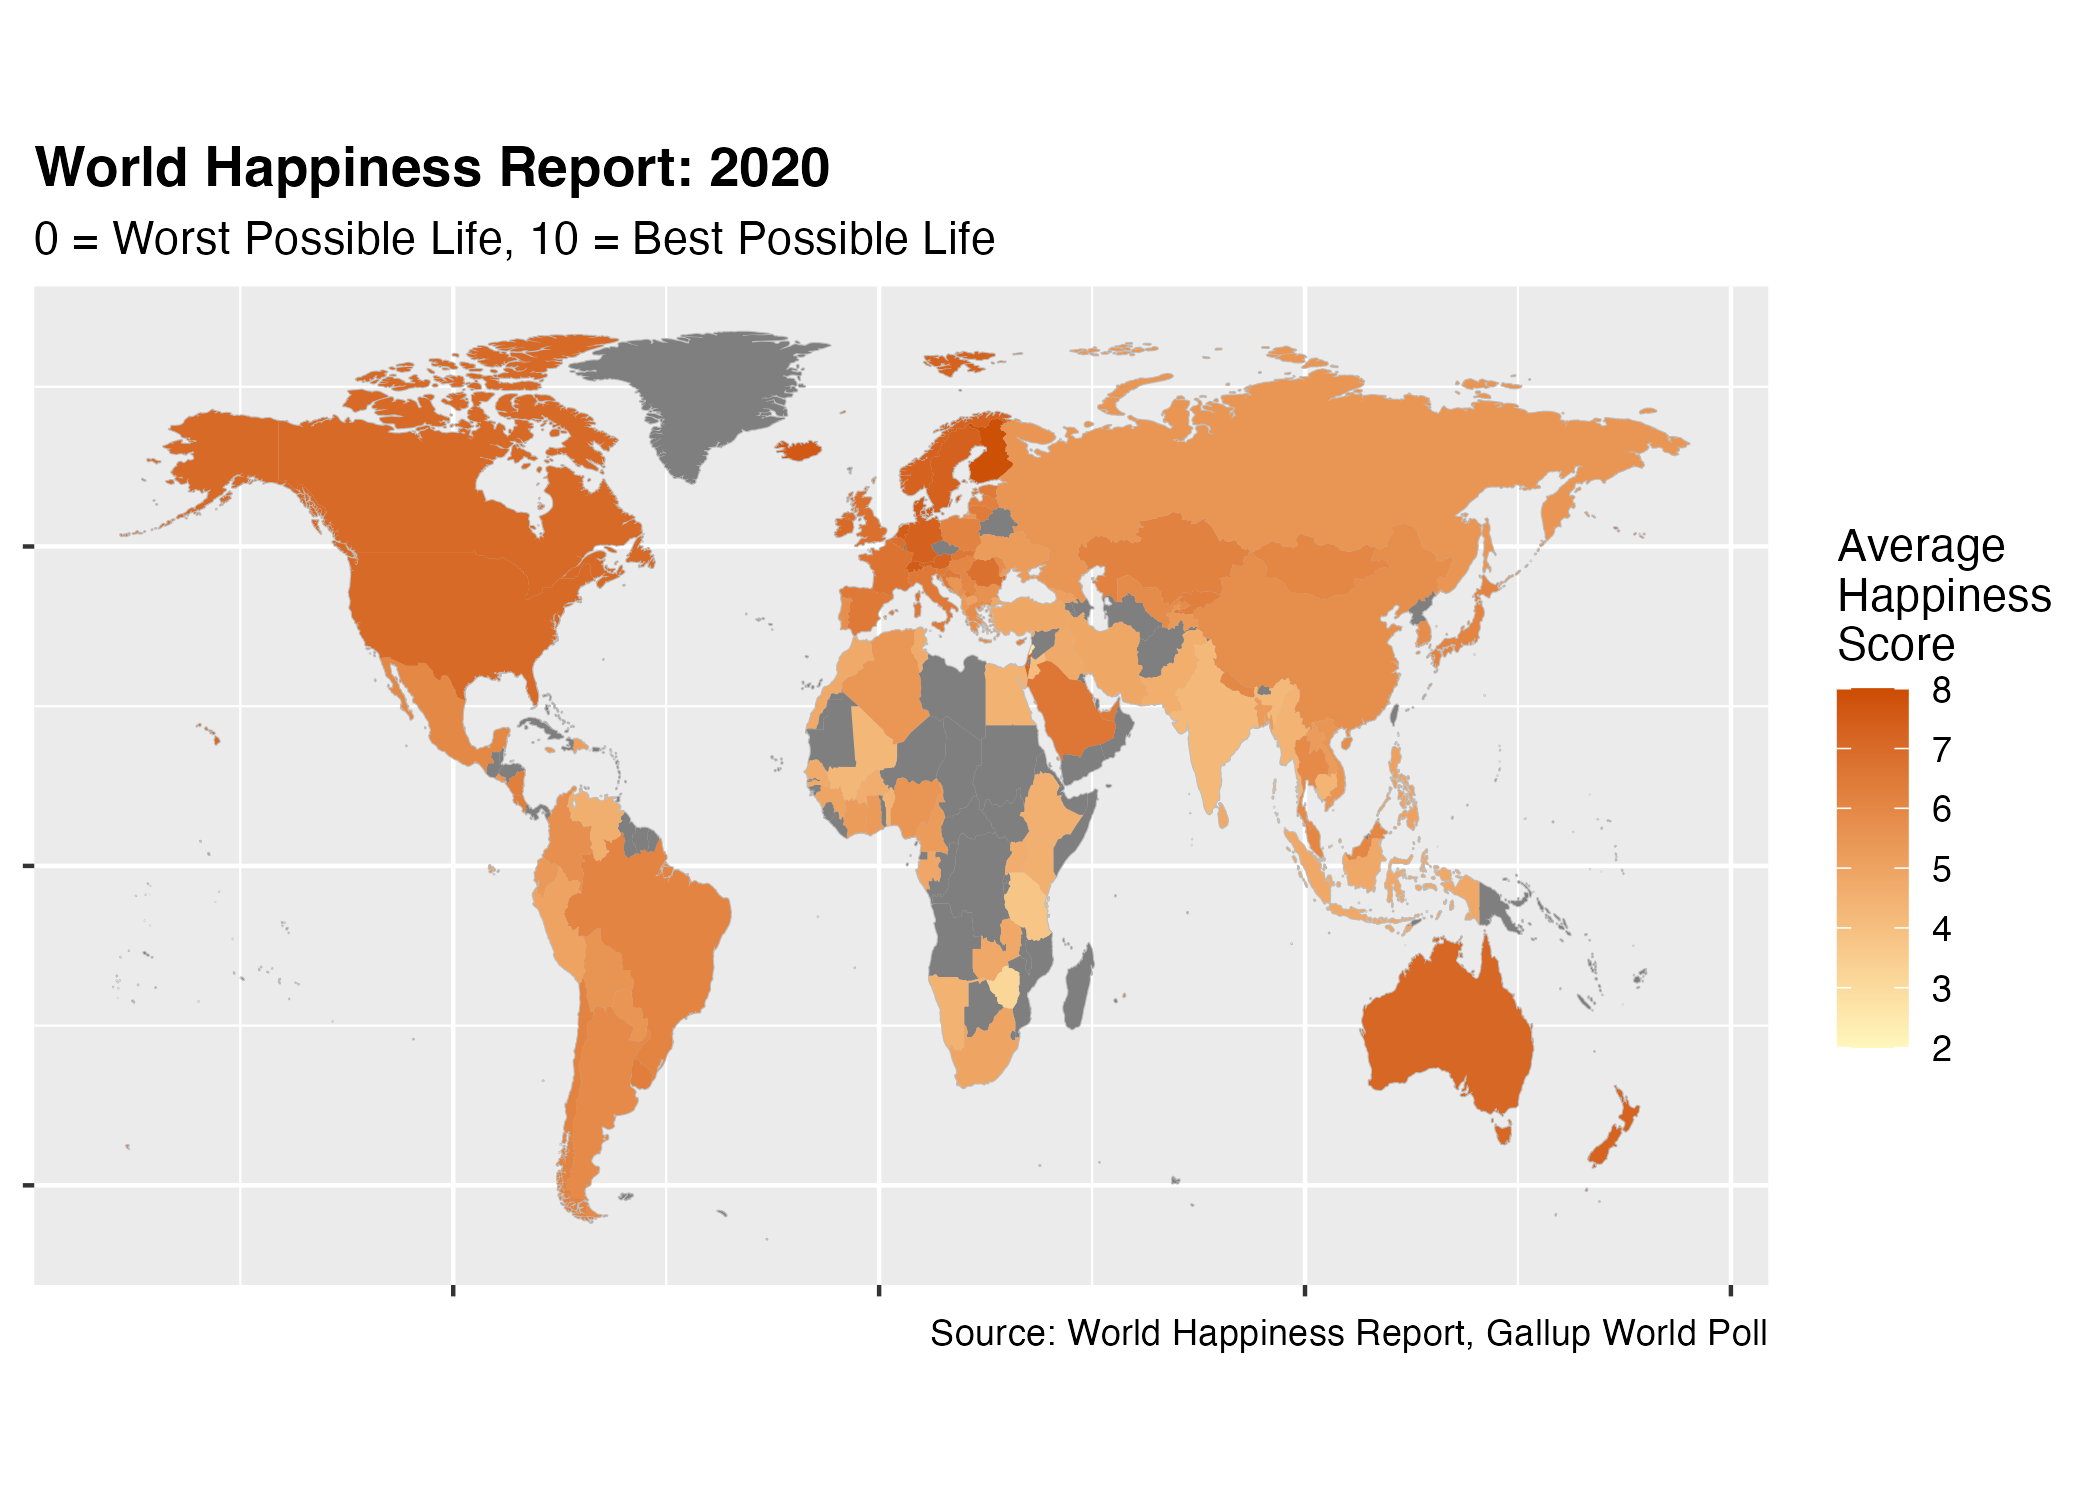 World Happiness Report: 2020
0 = Worst Possible Life, 10 = Best Possible Life
Average
Happiness
Score
8
7
6
5
4
3
2
Source: World Happiness Report, Gallup World Poll